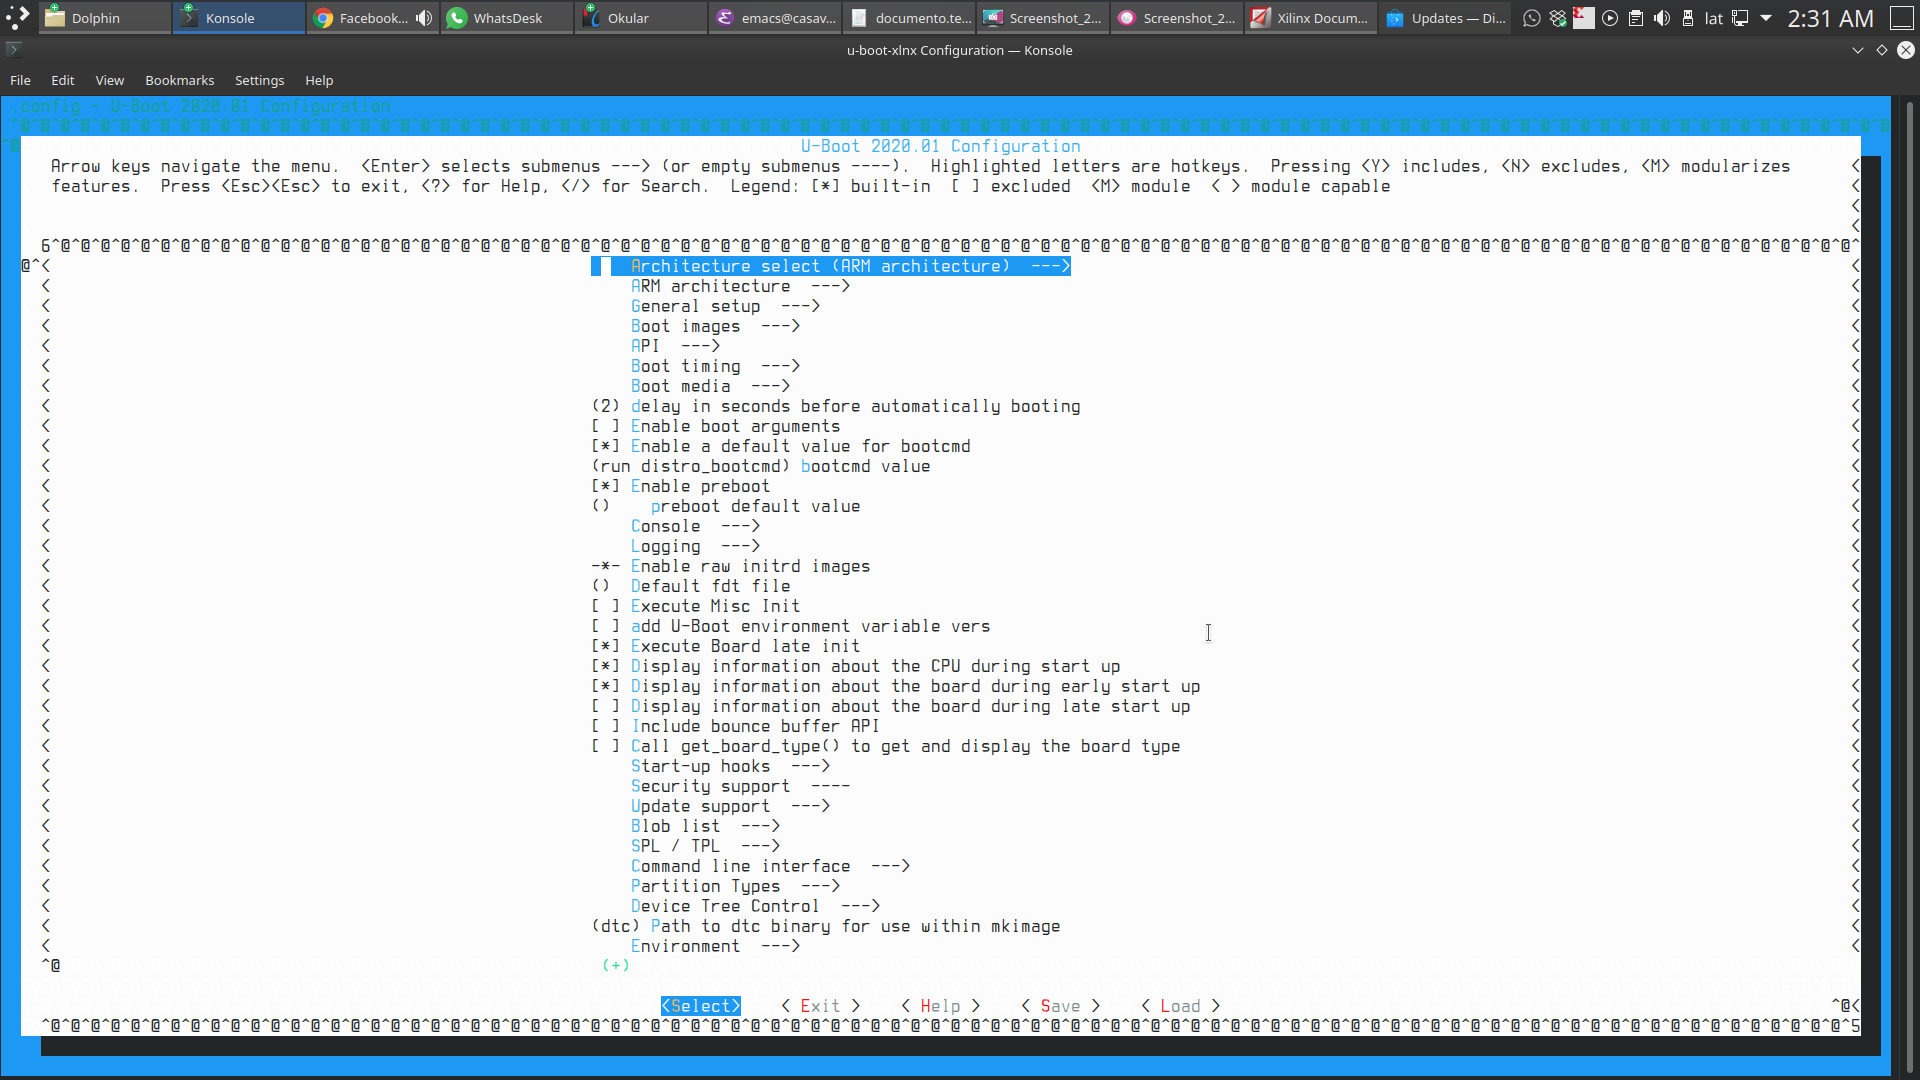 Dolphin Konsole Facebook... WhatsDesk Okular emacs@casav... documento.te... Screenshot_2... Screenshot_2... Xilinx Docum... Updates — Di... lat 2:31 AM
u-boot-xlnx Configuration — Konsole
File Edit View Bookmarks Settings Help
.config - U-Boot 2020.01 Configuration
U-Boot 2020.01 Configuration
Arrow keys navigate the menu.  <Enter> selects submenus ---> (or empty submenus ----).  Highlighted letters are hotkeys.  Pressing <Y> includes, <N> excludes, <M> modularizes
features.  Press <Esc><Esc> to exit, <?> for Help, </> for Search.  Legend: [*] built-in  [ ] excluded  <M> module  < > module capable
Architecture select (ARM architecture)  --->
ARM architecture  --->
General setup  --->
Boot images  --->
API  --->
Boot timing  --->
Boot media  --->
(2) delay in seconds before automatically booting
[ ] Enable boot arguments
[*] Enable a default value for bootcmd
(run distro_bootcmd) bootcmd value
[*] Enable preboot
()    preboot default value
Console  --->
Logging  --->
-*- Enable raw initrd images
()  Default fdt file
[ ] Execute Misc Init
[ ] add U-Boot environment variable vers
[*] Execute Board late init
[*] Display information about the CPU during start up
[*] Display information about the board during early start up
[ ] Display information about the board during late start up
[ ] Include bounce buffer API
[ ] Call get_board_type() to get and display the board type
Start-up hooks  --->
Security support  ----
Update support  --->
Blob list  --->
SPL / TPL  --->
Command line interface  --->
Partition Types  --->
Device Tree Control  --->
(dtc) Path to dtc binary for use within mkimage
Environment  --->
(+)
<Select>    < Exit >    < Help >    < Save >    < Load >